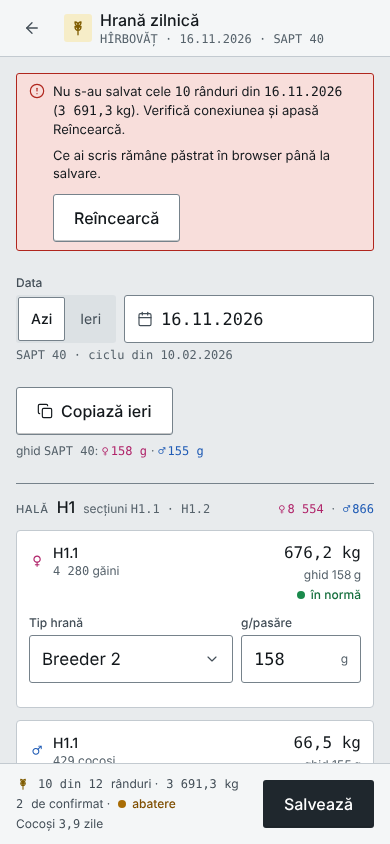 Hrană zilnică
HÎRBOVĂȚ · 16.11.2026 · SAPT 40
Nu s-au salvat cele 10 rânduri din 16.11.2026
(3 691,3 kg). Verifică conexiunea și apasă
Reîncearcă.
Ce ai scris rămâne păstrat în browser până la
salvare.
Reîncearcă
Data
Azi Ieri 16.11.2026
SAPT 40 · ciclu din 10.02.2026
Copiază ieri
ghid SAPT 40: ♀158 g · ♂155 g
HALĂ H1 secțiuni H1.1 · H1.2 ♀8 554 · ♂866
♀ H1.1 676,2 kg
4 280 găini ghid 158 g
în normă
Tip hrană g/pasăre
Breeder 2 158 g
♂ H1.1 66,5 kg
429 cocoși ghid 155 g
10 din 12 rânduri · 3 691,3 kg
2 de confirmat · abatere
Cocoși 3,9 zile
Salvează